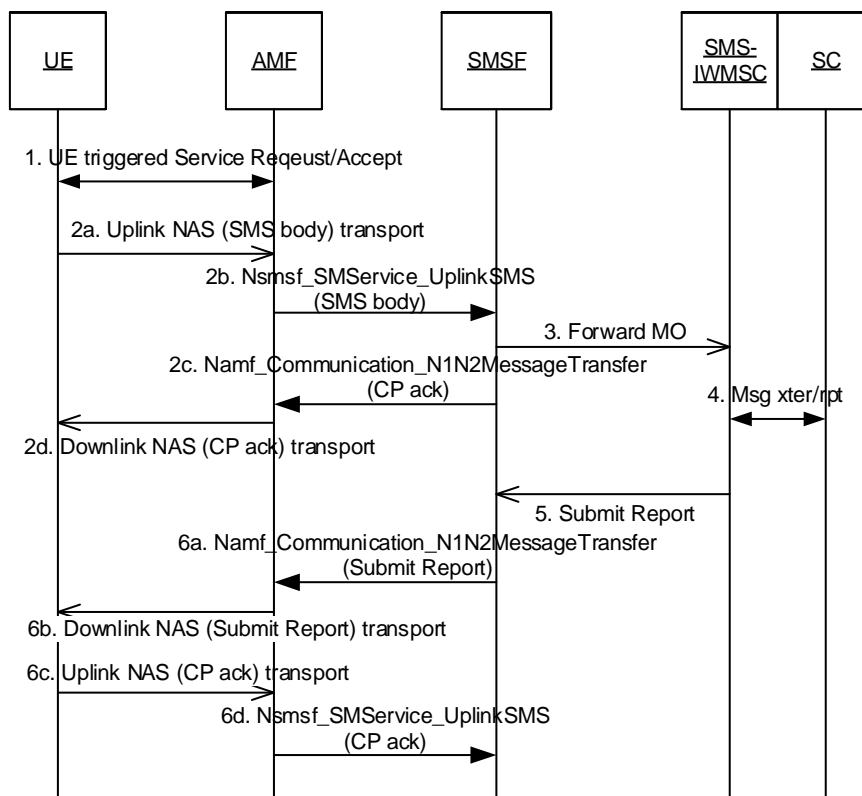 UE
AMF
SMSF
SMS-
IWMSC
SC
1. UE triggered Service Reqeust/Accept
2a. Uplink NAS (SMS body) transport
2b. Nsmsf_SMService_UplinkSMS
(SMS body)
3. Forward MO
2c. Namf_Communication_N1N2MessageTransfer
(CP ack)
4. Msg xter/rpt
2d. Downlink NAS (CP ack) transport
5. Submit Report
6a. Namf_Communication_N1N2MessageTransfer
(Submit Report)
6b. Downlink NAS (Submit Report) transport
6c. Uplink NAS (CP ack) transport
6d. Nsmsf_SMService_UplinkSMS
(CP ack)